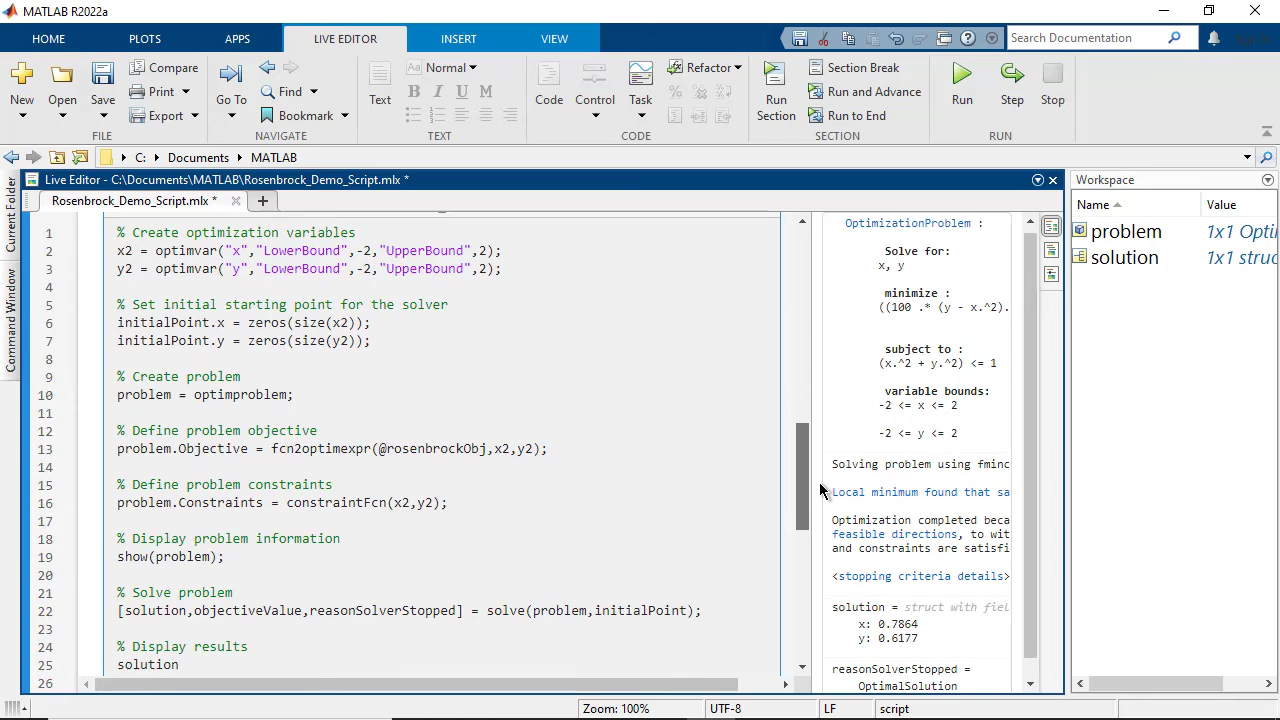 MATLAB R2022a
HOME PLOTS APPS LIVE EDITOR INSERT VIEW Search Documentation
New Open Save Compare Print Export FILE
Go To Find Bookmark NAVIGATE
Text Normal B I U M TEXT
Code Control Task Refactor CODE
Run Section Section Break Run and Advance Run to End SECTION
Run Step Stop RUN
C: Documents MATLAB
Current Folder
Command Window
Live Editor - C:\Documents\MATLAB\Rosenbrock_Demo_Script.mlx *
Rosenbrock_Demo_Script.mlx *
1 % Create optimization variables
2 x2 = optimvar("x","LowerBound",-2,"UpperBound",2);
3 y2 = optimvar("y","LowerBound",-2,"UpperBound",2);
4
5 % Set initial starting point for the solver
6 initialPoint.x = zeros(size(x2));
7 initialPoint.y = zeros(size(y2));
8
9 % Create problem
10 problem = optimproblem;
11
12 % Define problem objective
13 problem.Objective = fcn2optimexpr(@rosenbrockObj,x2,y2);
14
15 % Define problem constraints
16 problem.Constraints = constraintFcn(x2,y2);
17
18 % Display problem information
19 show(problem);
20
21 % Solve problem
22 [solution,objectiveValue,reasonSolverStopped] = solve(problem,initialPoint);
23
24 % Display results
25 solution
26
OptimizationProblem :
Solve for:
x, y
minimize :
((100 .* (y - x.^2).
subject to :
(x.^2 + y.^2) <= 1
variable bounds:
-2 <= x <= 2
-2 <= y <= 2
Solving problem using fminc
Local minimum found that sa
Optimization completed beca
feasible directions, to wit
and constraints are satisfi
<stopping criteria details>
solution = struct with fiel
x: 0.7864
y: 0.6177
reasonSolverStopped =
OptimalSolution
Workspace
Name Value
problem 1x1 Opti
solution 1x1 struc
Zoom: 100% UTF-8 LF script